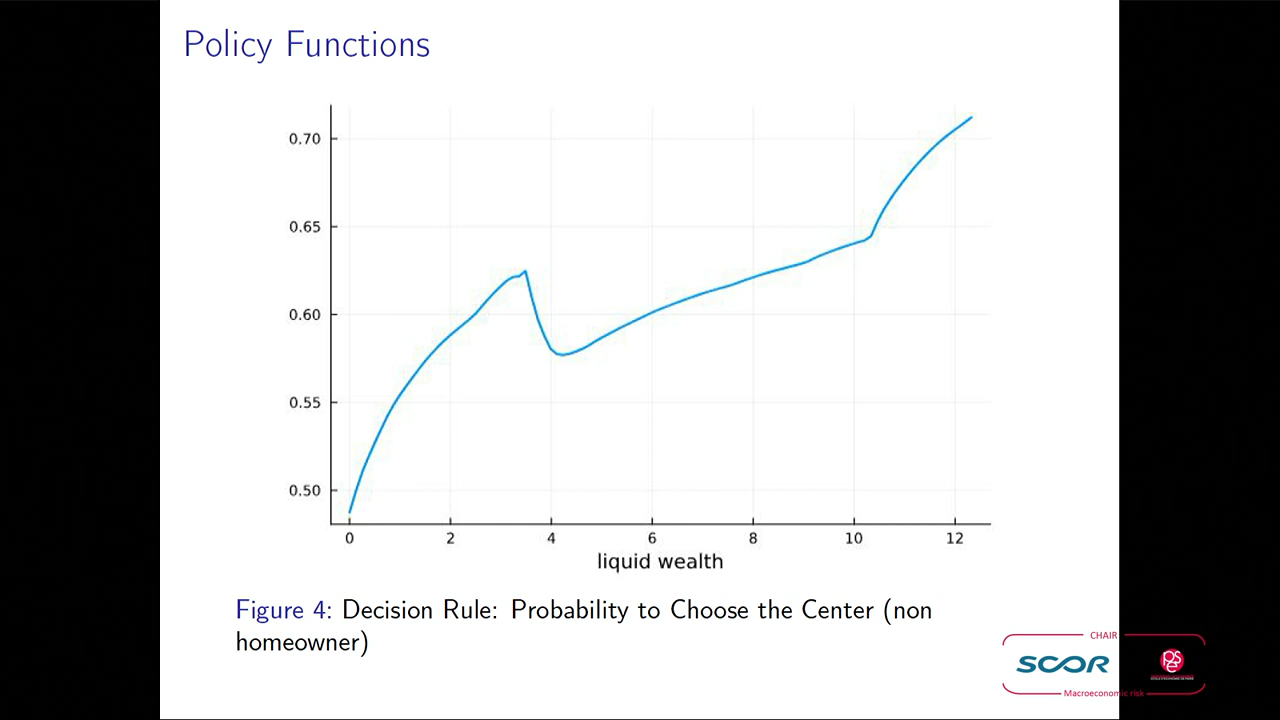 Policy Functions
0.70
0.65
0.60
0.55
0.50
0 2 4 6 8 10 12
liquid wealth
Figure 4: Decision Rule: Probability to Choose the Center (non
homeowner)
CHAIR
SCOR
PSE
Macroeconomic risk